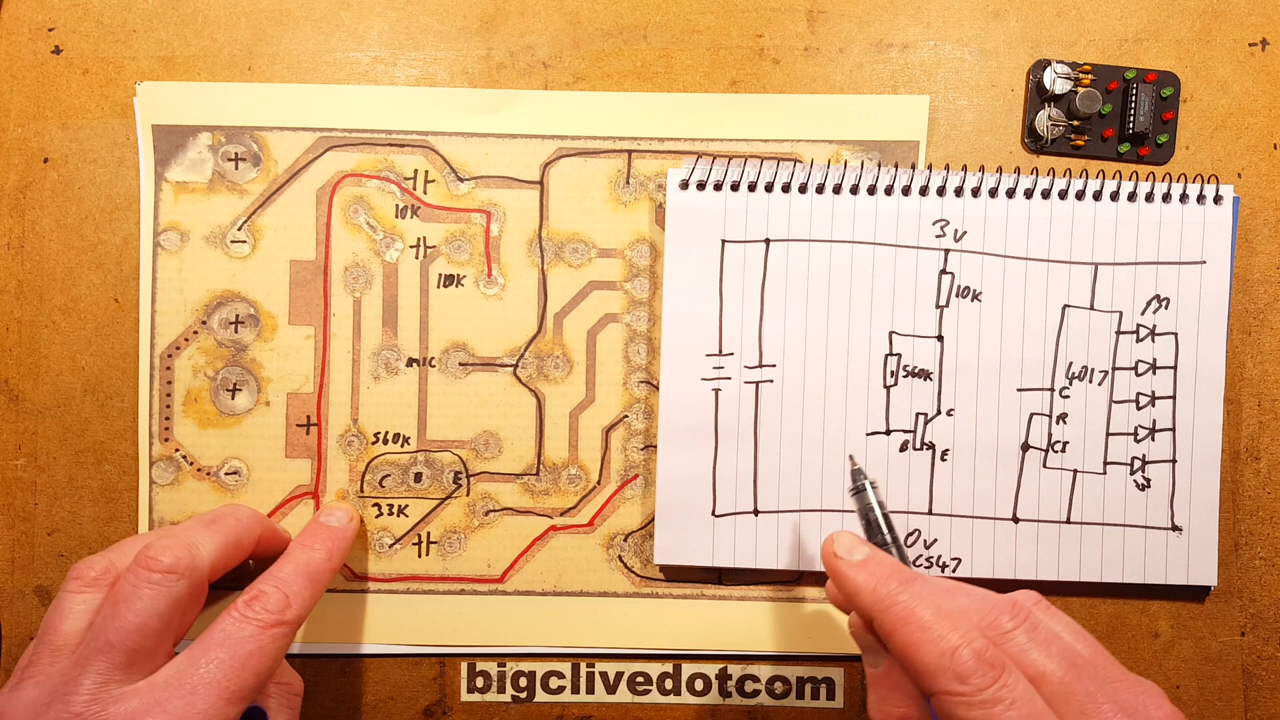 +
-
10K
10K
MIC
+
-
+
560K
C B E
33K
3V
10K
560K
C
B
E
4017
C
R
CI
0V
C547
bigclivedotcom